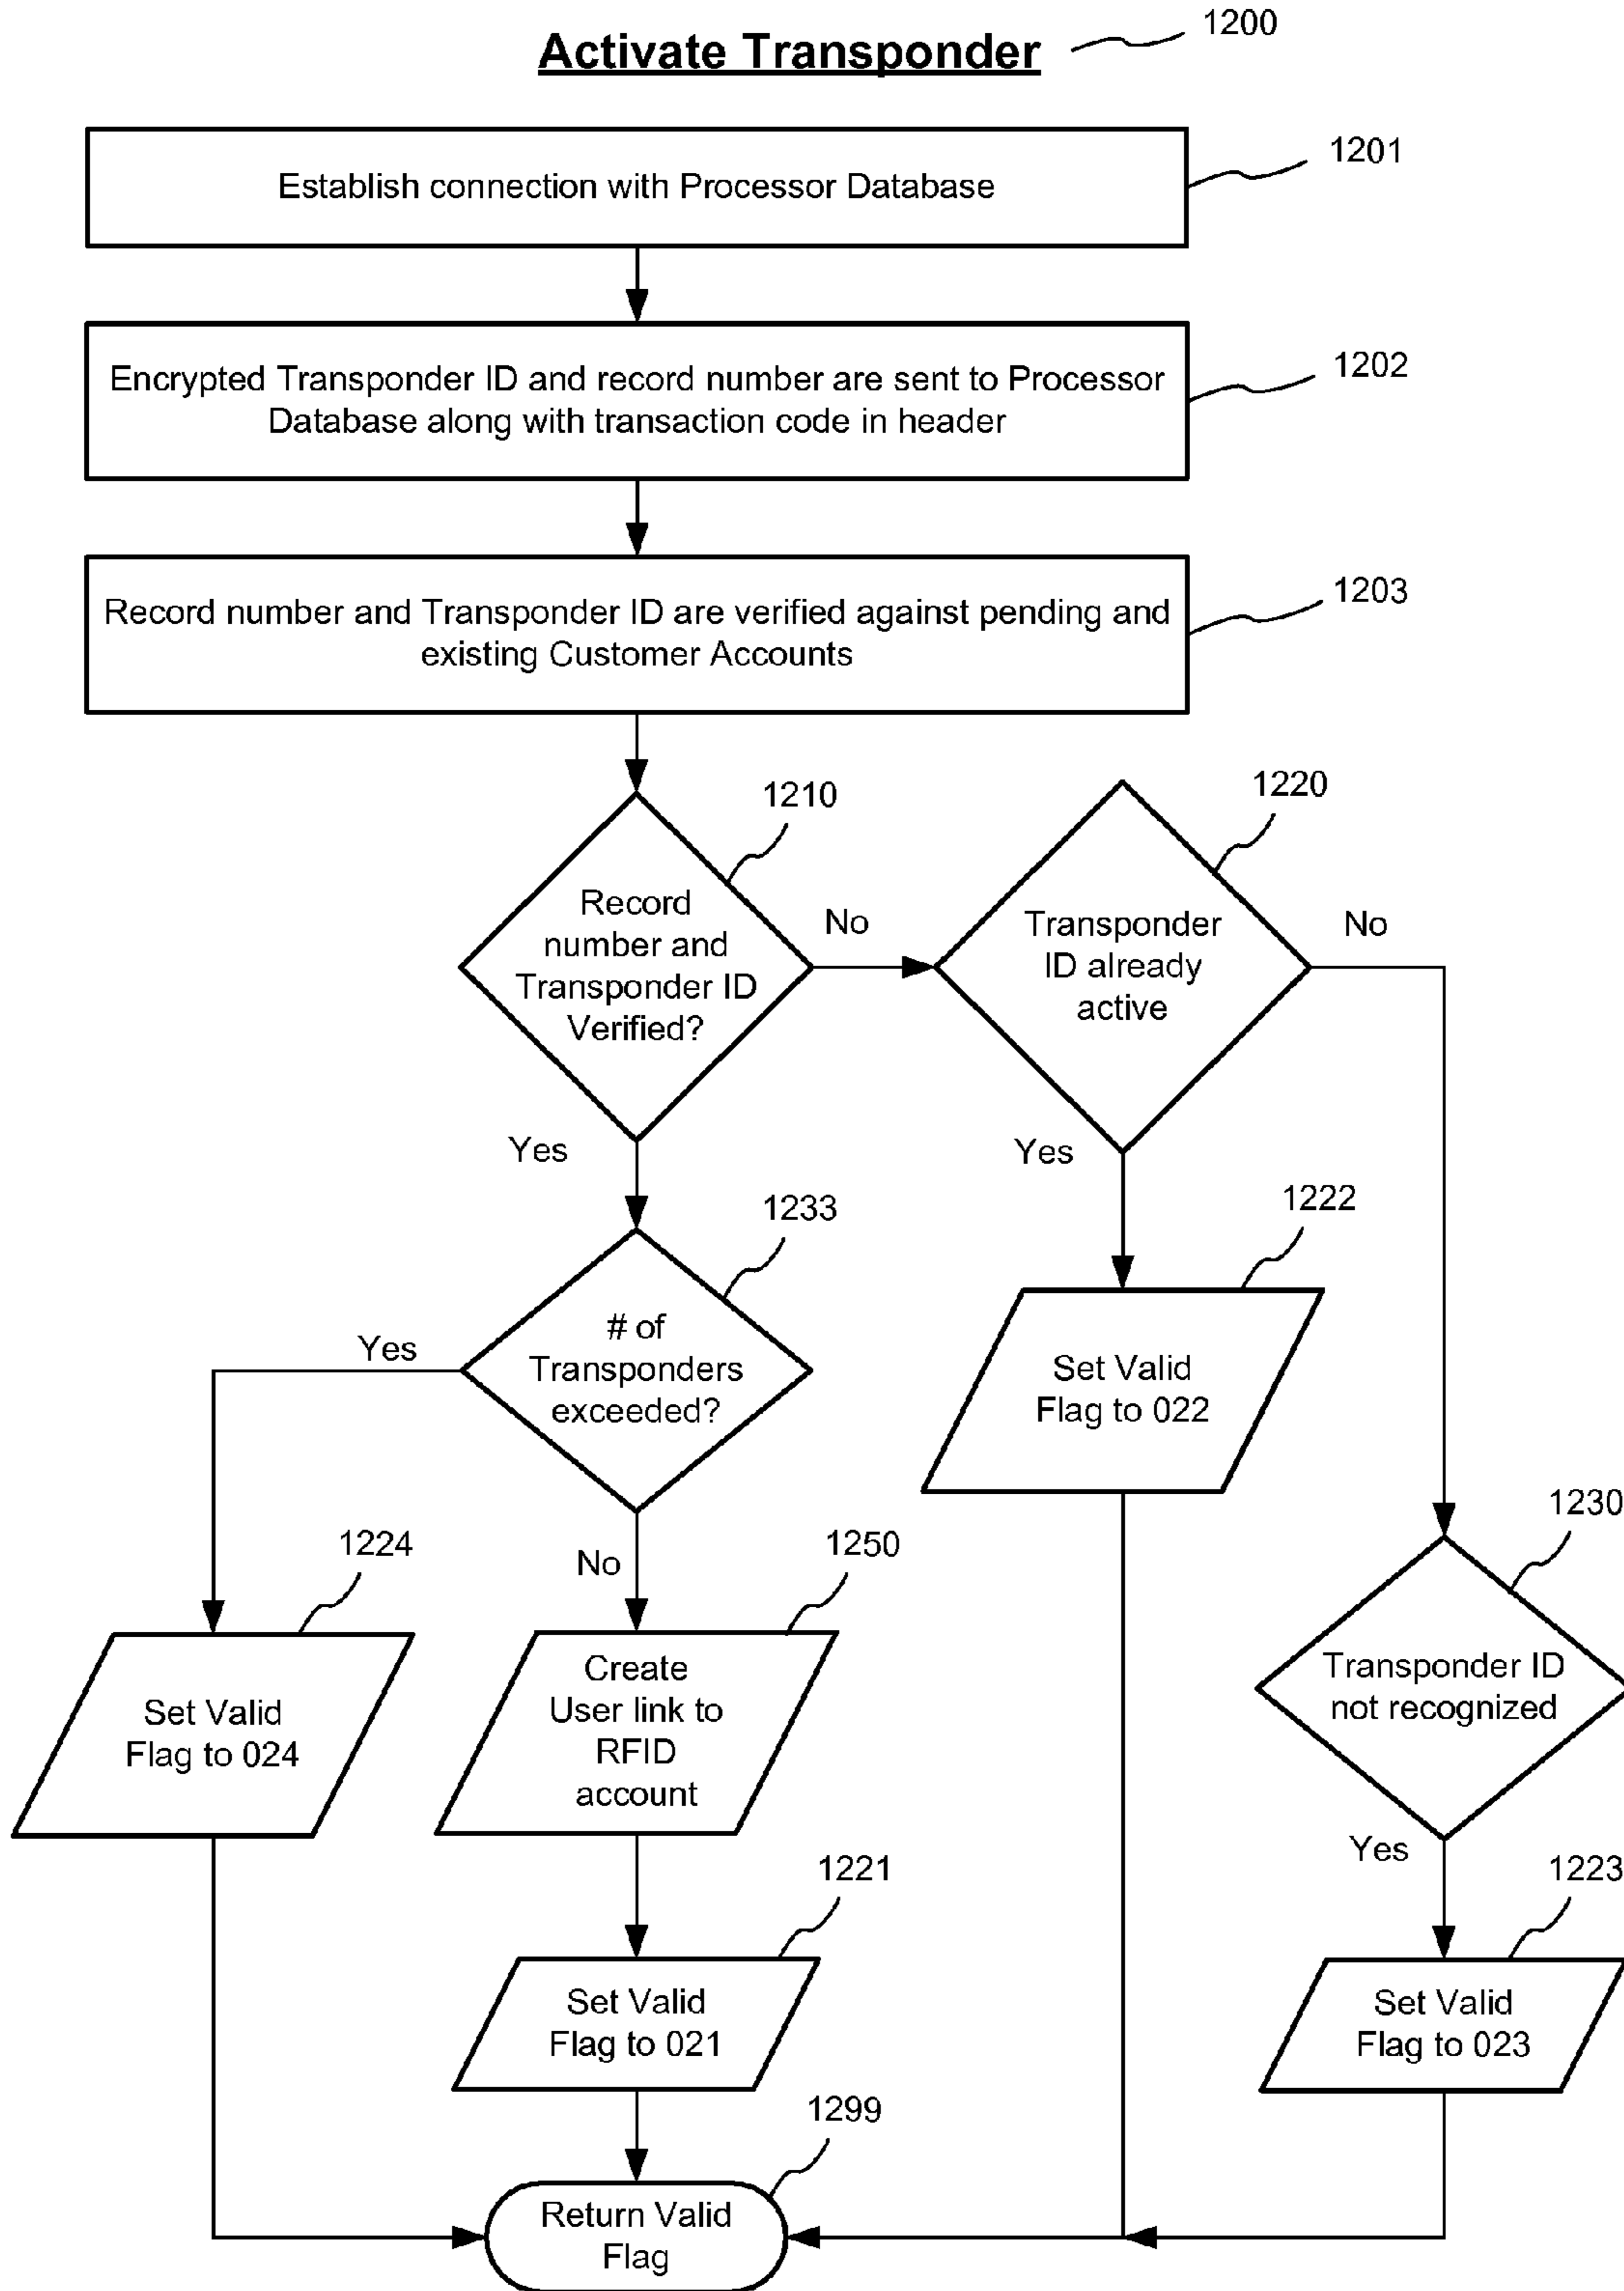 Activate Transponder
1200
Establish connection with Processor Database
1201
Encrypted Transponder ID and record number are sent to Processor
Database along with transaction code in header
1202
Record number and Transponder ID are verified against pending and
existing Customer Accounts
1203
1210
Record
number and
Transponder ID
Verified?
No
Yes
1220
Transponder
ID already
active
No
Yes
1233
# of
Transponders
exceeded?
Yes
No
1222
Set Valid
Flag to 022
1230
Transponder ID
not recognized
Yes
1224
Set Valid
Flag to 024
1250
Create
User link to
RFID
account
1221
Set Valid
Flag to 021
1223
Set Valid
Flag to 023
1299
Return Valid
Flag